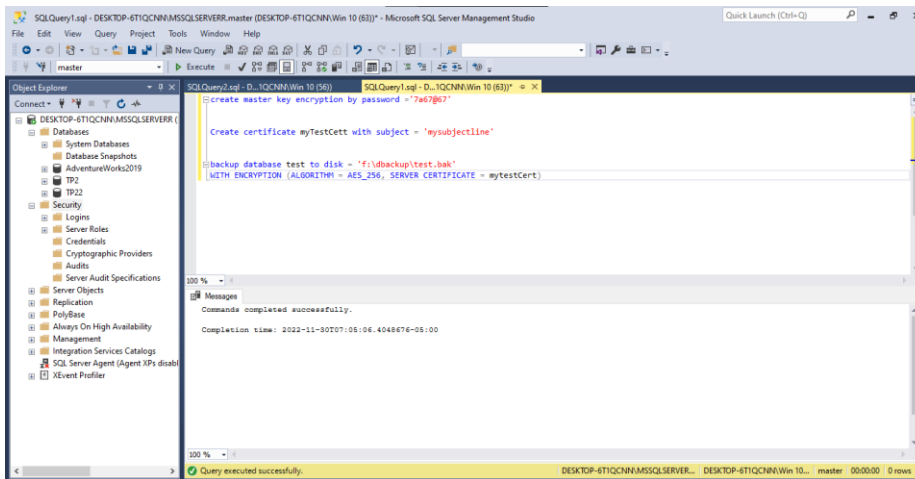 SQLQuery1.sql - DESKTOP-6T1QCNN\MSSQLSERVERR.master (DESKTOP-6T1QCNN\Win 10 (63))* - Microsoft SQL Server Management Studio
Quick Launch (Ctrl+Q)
File Edit View Query Project Tools Window Help
New Query
master
Execute
Object Explorer
SQLQuery2.sql - D...1QCNN\Win 10 (56))
SQLQuery1.sql - D...1QCNN\Win 10 (63))*
Connect
DESKTOP-6T1QCNN\MSSQLSERVERR (
Databases
System Databases
Database Snapshots
AdventureWorks2019
TP2
TP22
Security
Logins
Server Roles
Credentials
Cryptographic Providers
Audits
Server Audit Specifications
Server Objects
Replication
PolyBase
Always On High Availability
Management
Integration Services Catalogs
SQL Server Agent (Agent XPs disabl
XEvent Profiler
create master key encryption by password ='7a67@67'
Create certificate myTestCett with subject = 'mysubjectline'
backup database test to disk = 'f:\dbackup\test.bak'
WITH ENCRYPTION (ALGORITHM = AES_256, SERVER CERTIFICATE = mytestCert)
100 %
Messages
Commands completed successfully.
Completion time: 2022-11-30T07:05:06.4048676-05:00
100 %
Query executed successfully.
DESKTOP-6T1QCNN\MSSQLSERVER...
DESKTOP-6T1QCNN\Win 10...
master
00:00:00
0 rows